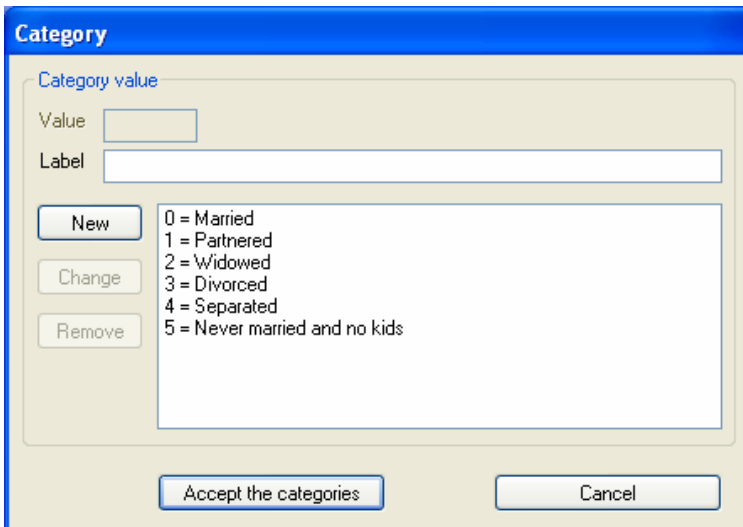 Category
Category value
Value
Label
New
Change
Remove
0 = Married
1 = Partnered
2 = Widowed
3 = Divorced
4 = Separated
5 = Never married and no kids
Accept the categories
Cancel